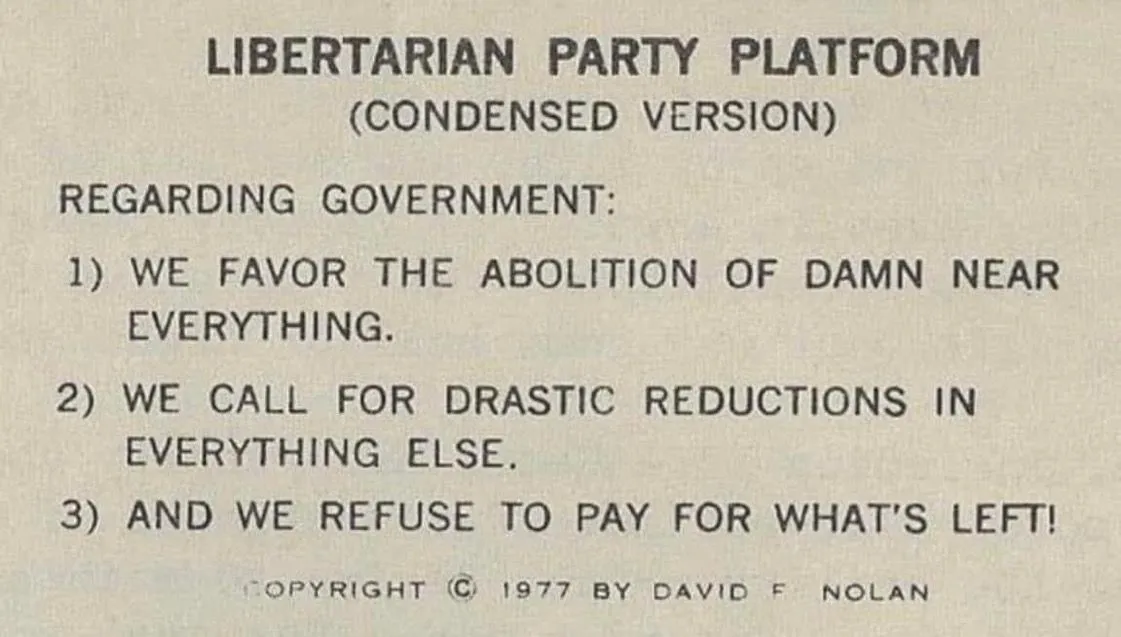 LIBERTARIAN PARTY PLATFORM
(CONDENSED VERSION)
REGARDING GOVERNMENT:
1) WE FAVOR THE ABOLITION OF DAMN NEAR
EVERYTHING.
2) WE CALL FOR DRASTIC REDUCTIONS IN
EVERYTHING ELSE.
3) AND WE REFUSE TO PAY FOR WHAT'S LEFT!
COPYRIGHT © 1977 BY DAVID F NOLAN